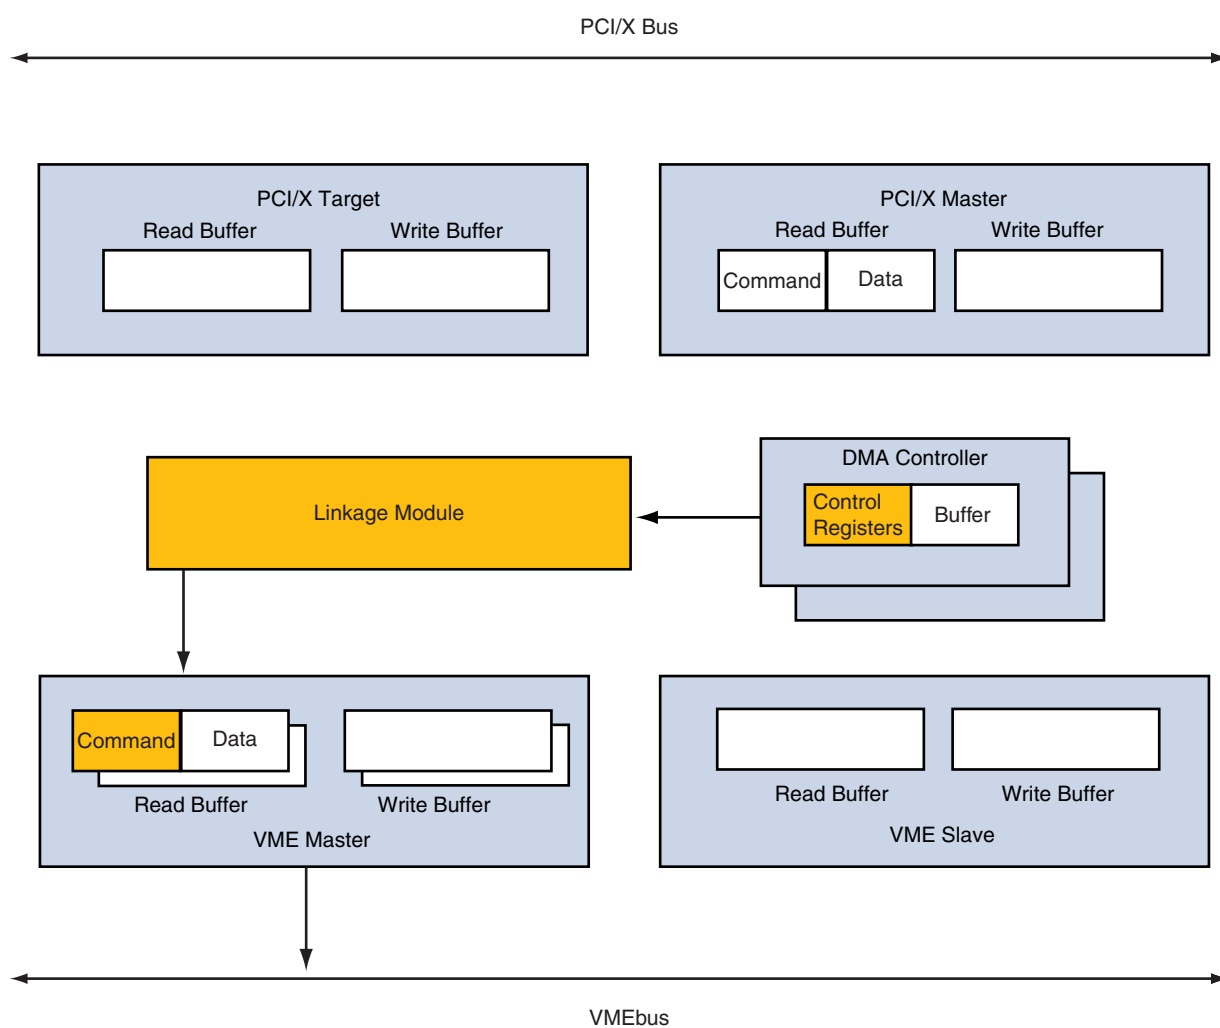 PCI/X Bus
PCI/X Target
Read Buffer
Write Buffer
PCI/X Master
Read Buffer
Write Buffer
Command
Data
Linkage Module
DMA Controller
Control
Registers
Buffer
Command
Data
Read Buffer
Write Buffer
VME Master
Read Buffer
Write Buffer
VME Slave
VMEbus